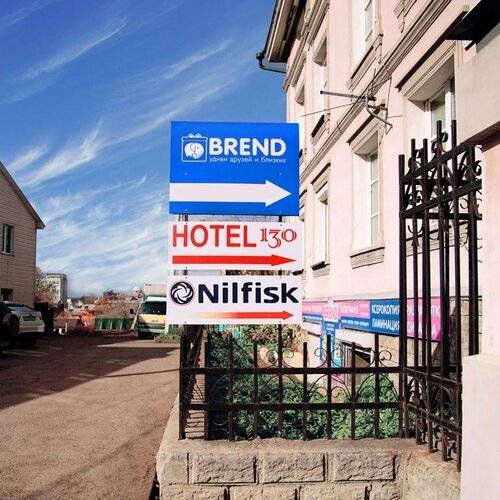 BREND
удиви друзей и близких
HOTEL 130
Nilfisk
КСЕРОКОПИЯ
ЛАМИНАЦИЯ